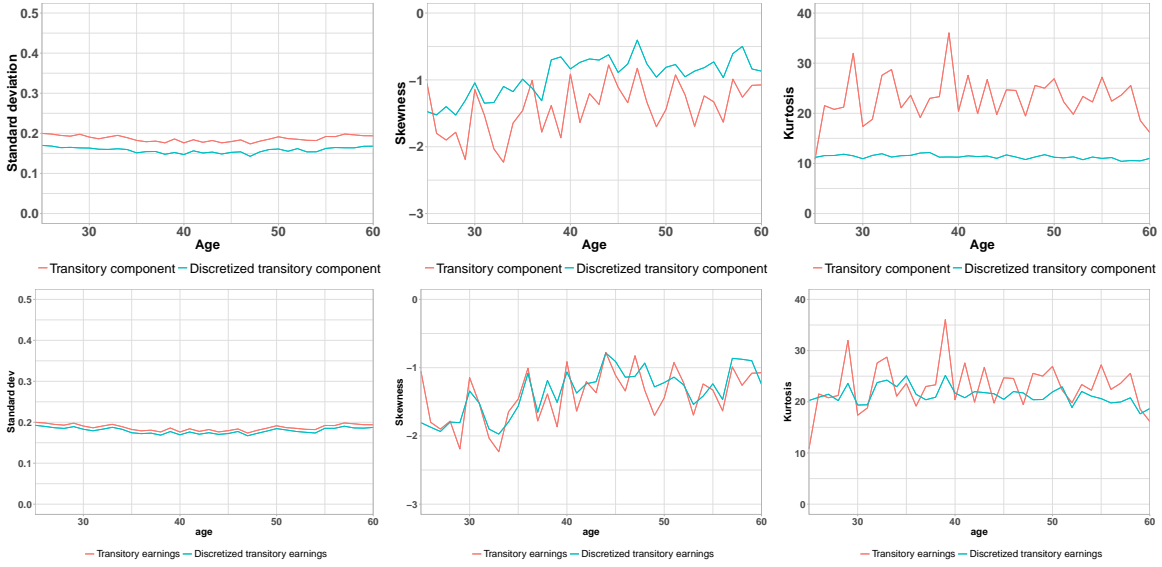 0.5
0.4
0.3
0.2
0.1
0.0
Standard deviation
30 40 50 60
Age
Transitory component Discretized transitory component
0
−1
−2
−3
Skewness
30 40 50 60
Age
Transitory component Discretized transitory component
40
30
20
10
0
Kurtosis
30 40 50 60
Age
Transitory component Discretized transitory component
0.5
0.4
0.3
0.2
0.1
0.0
Standard dev
30 40 50 60
age
Transitory earnings Discretized transitory earnings
0
−1
−2
−3
Skewness
30 40 50 60
age
Transitory earnings Discretized transitory earnings
40
30
20
10
0
Kurtosis
30 40 50 60
age
Transitory earnings Discretized transitory earnings